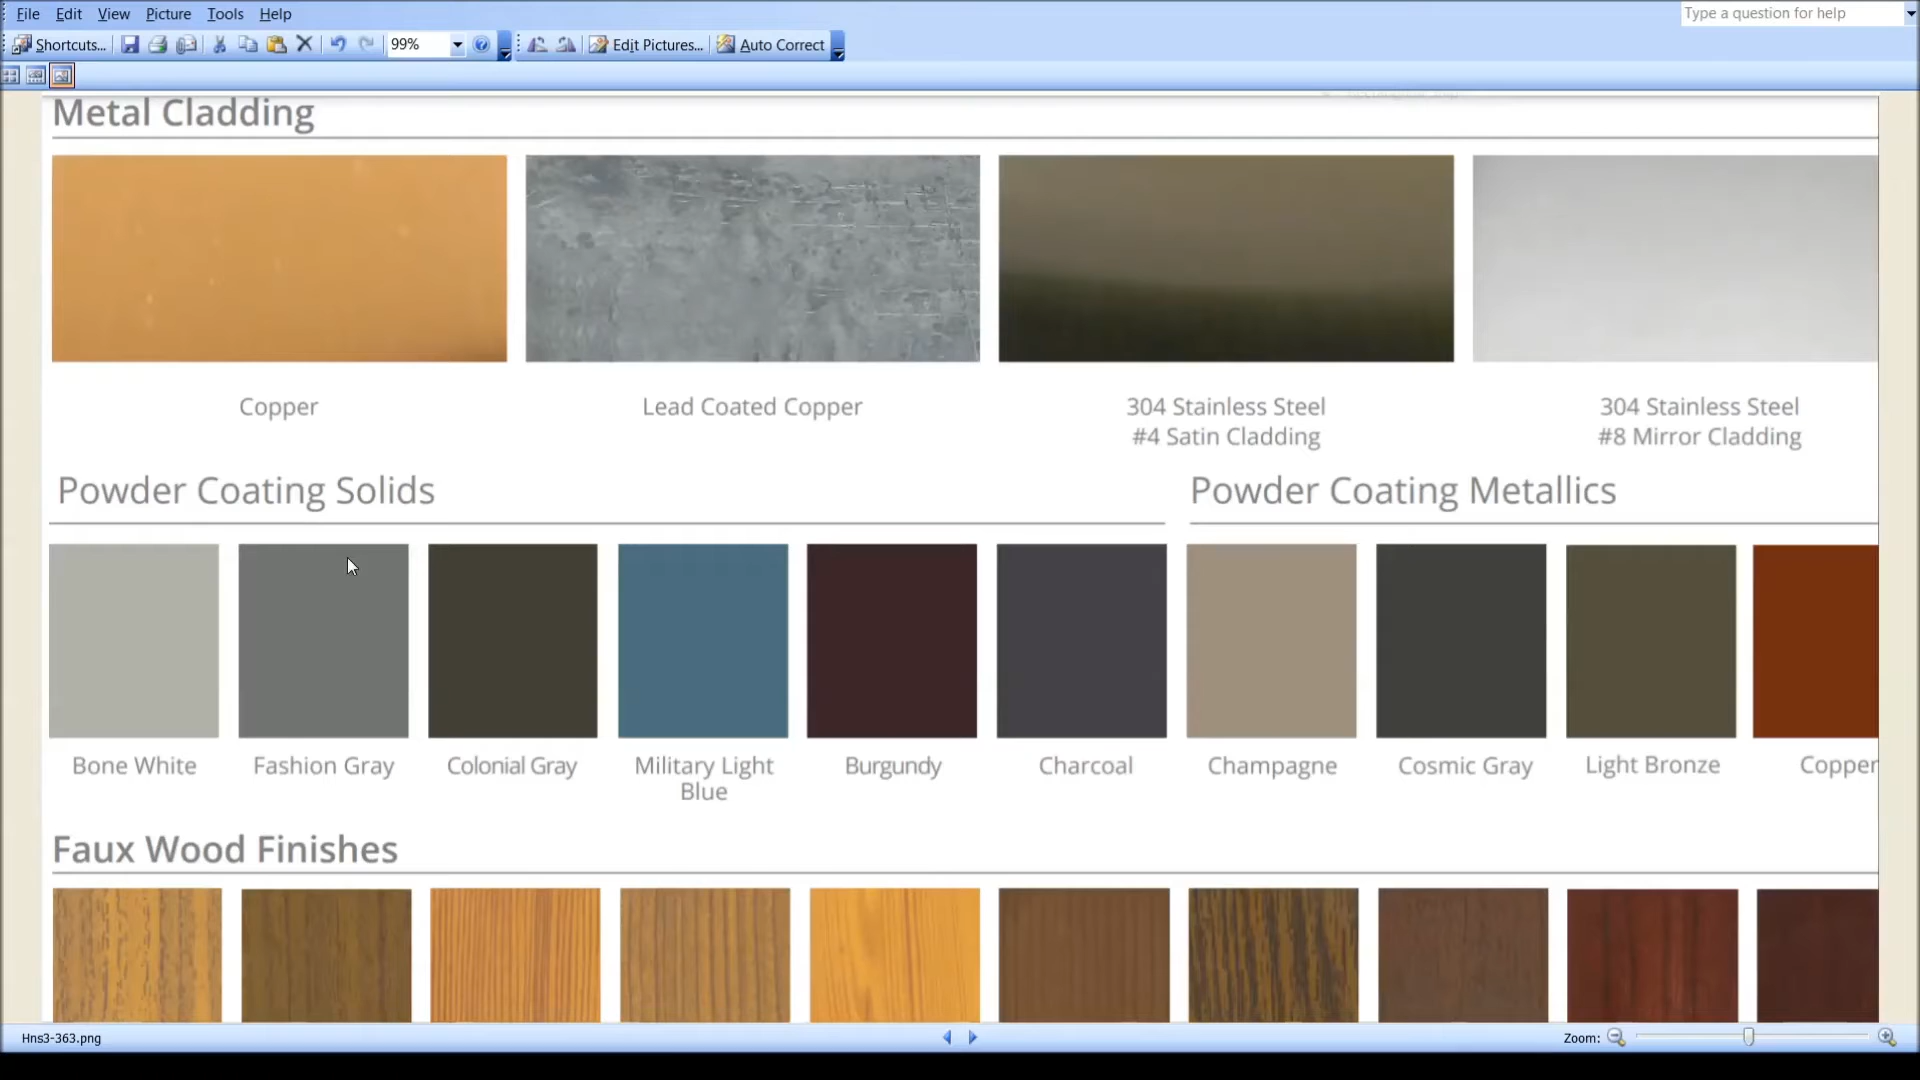 File Edit View Picture Tools Help
Type a question for help
Shortcuts... 99% Edit Pictures... Auto Correct
Metal Cladding
Copper
Lead Coated Copper
304 Stainless Steel
#4 Satin Cladding
304 Stainless Steel
#8 Mirror Cladding
Powder Coating Solids
Powder Coating Metallics
Bone White
Fashion Gray
Colonial Gray
Military Light
Blue
Burgundy
Charcoal
Champagne
Cosmic Gray
Light Bronze
Copper
Faux Wood Finishes
Hns3-363.png
Zoom: